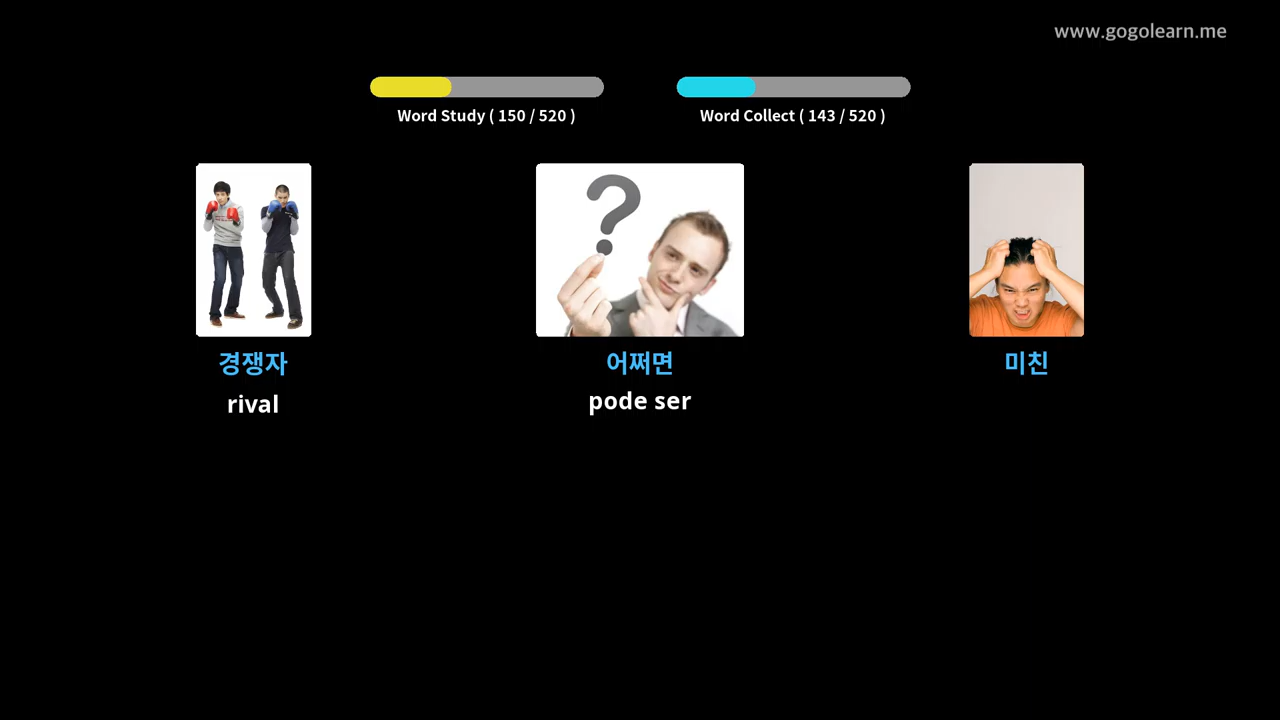 www.gogolearn.me
Word Study ( 150 / 520 )
Word Collect ( 143 / 520 )
경쟁자
rival
어쩌면
pode ser
미친